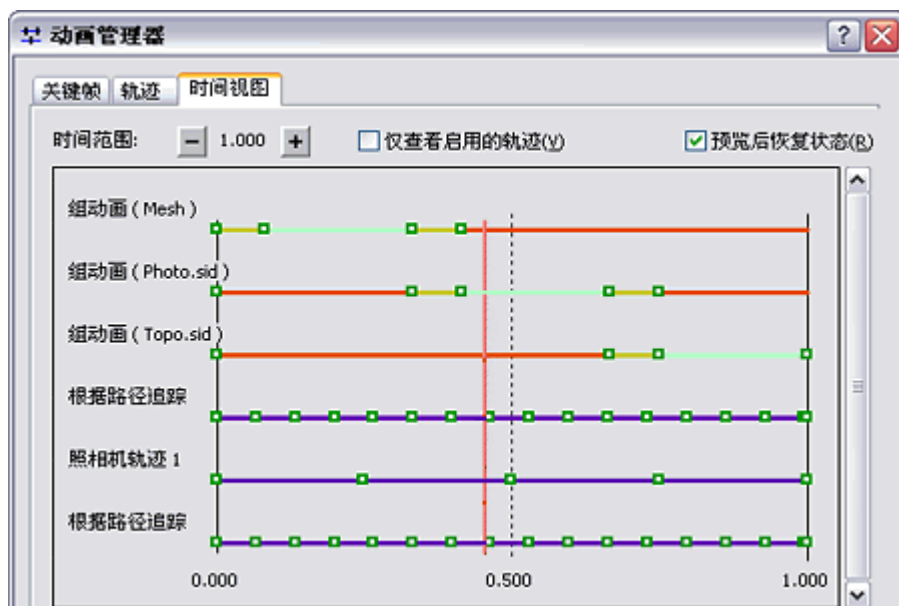 动画管理器
关键帧 轨迹 时间视图
时间范围: 1.000 仅查看启用的轨迹(V) 预览后恢复状态(R)
组动画 ( Mesh )
组动画 ( Photo.sid )
组动画 ( Topo.sid )
根据路径追踪
照相机轨迹 1
根据路径追踪
0.000 0.500 1.000